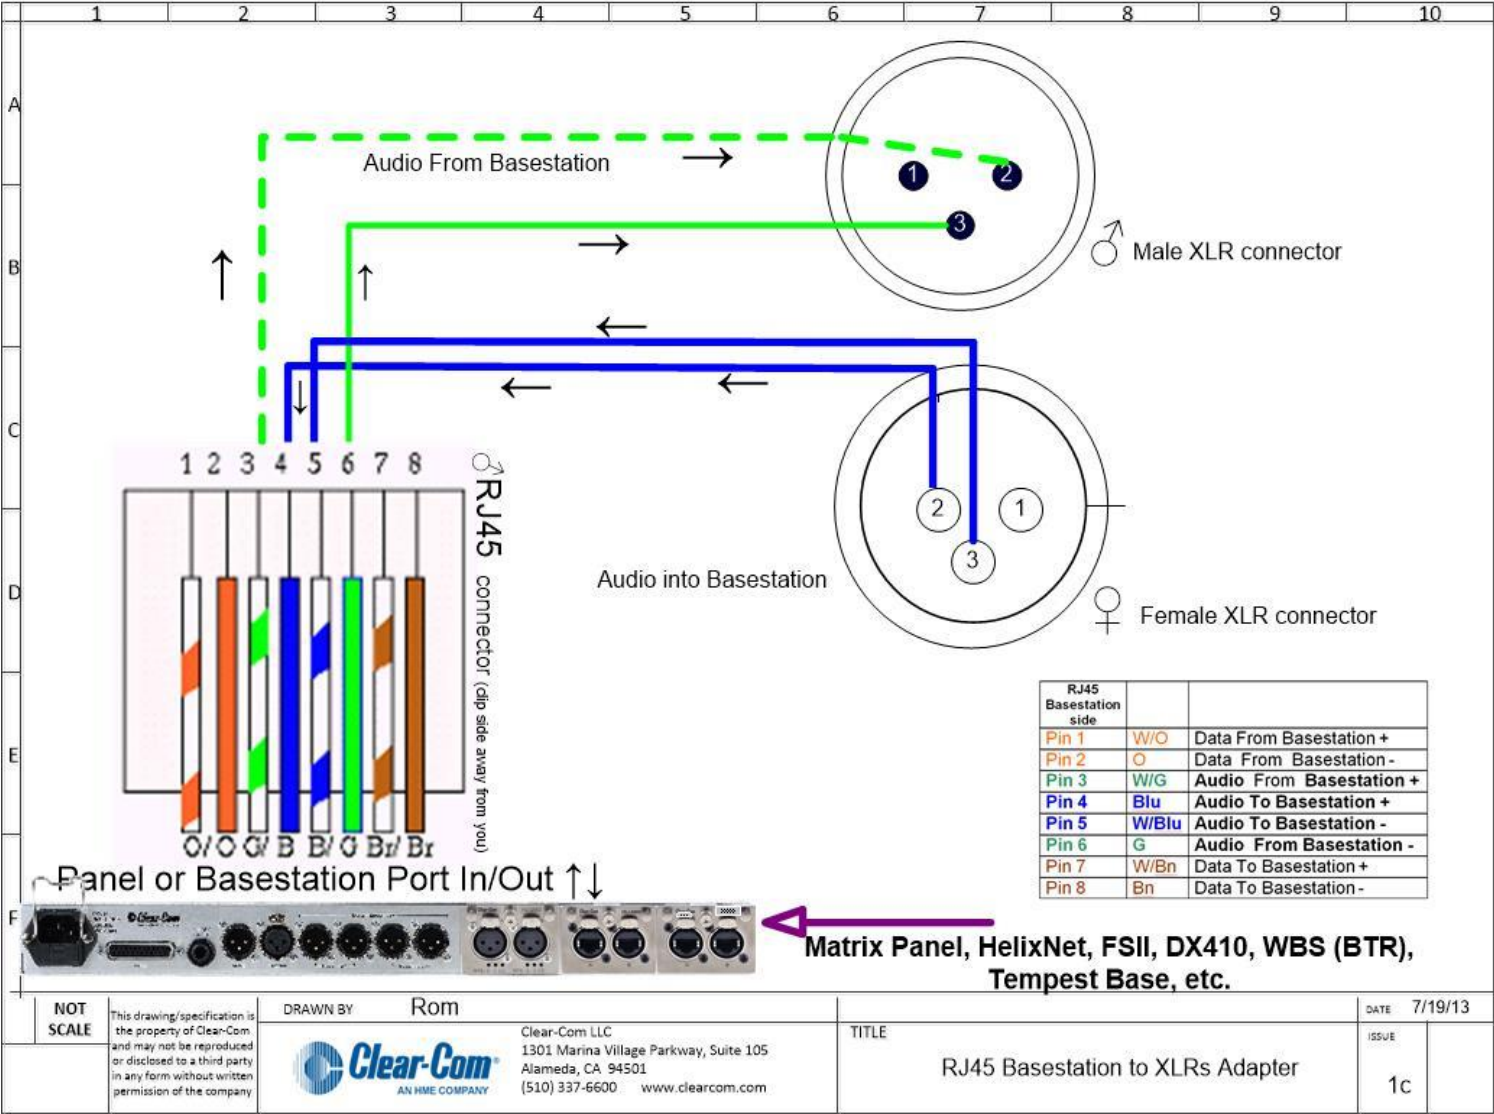 1 2 3 4 5 6 7 8 9 10
A
B
C
D
E
F
Audio From Basestation
1 2
3
Male XLR connector
2 1
3
Audio into Basestation
Female XLR connector
1 2 3 4 5 6 7 8
RJ45 connector (clip side away from you)
O/ O G/ B B/ G Br/ Br
RJ45
Basestation
side
Pin 1 W/O Data From Basestation +
Pin 2 O Data From Basestation -
Pin 3 W/G Audio From Basestation +
Pin 4 Blu Audio To Basestation +
Pin 5 W/Blu Audio To Basestation -
Pin 6 G Audio From Basestation -
Pin 7 W/Bn Data To Basestation +
Pin 8 Bn Data To Basestation -
Panel or Basestation Port In/Out
Clear-Com
Matrix Panel, HelixNet, FSII, DX410, WBS (BTR),
Tempest Base, etc.
NOT
SCALE
This drawing/specification is
the property of Clear-Com
and may not be reproduced
or disclosed to a third party
in any form without written
permission of the company
DRAWN BY Rom
Clear-Com
AN HME COMPANY
Clear-Com LLC
1301 Marina Village Parkway, Suite 105
Alameda, CA 94501
(510) 337-6600 www.clearcom.com
TITLE
RJ45 Basestation to XLRs Adapter
DATE 7/19/13
ISSUE
1c